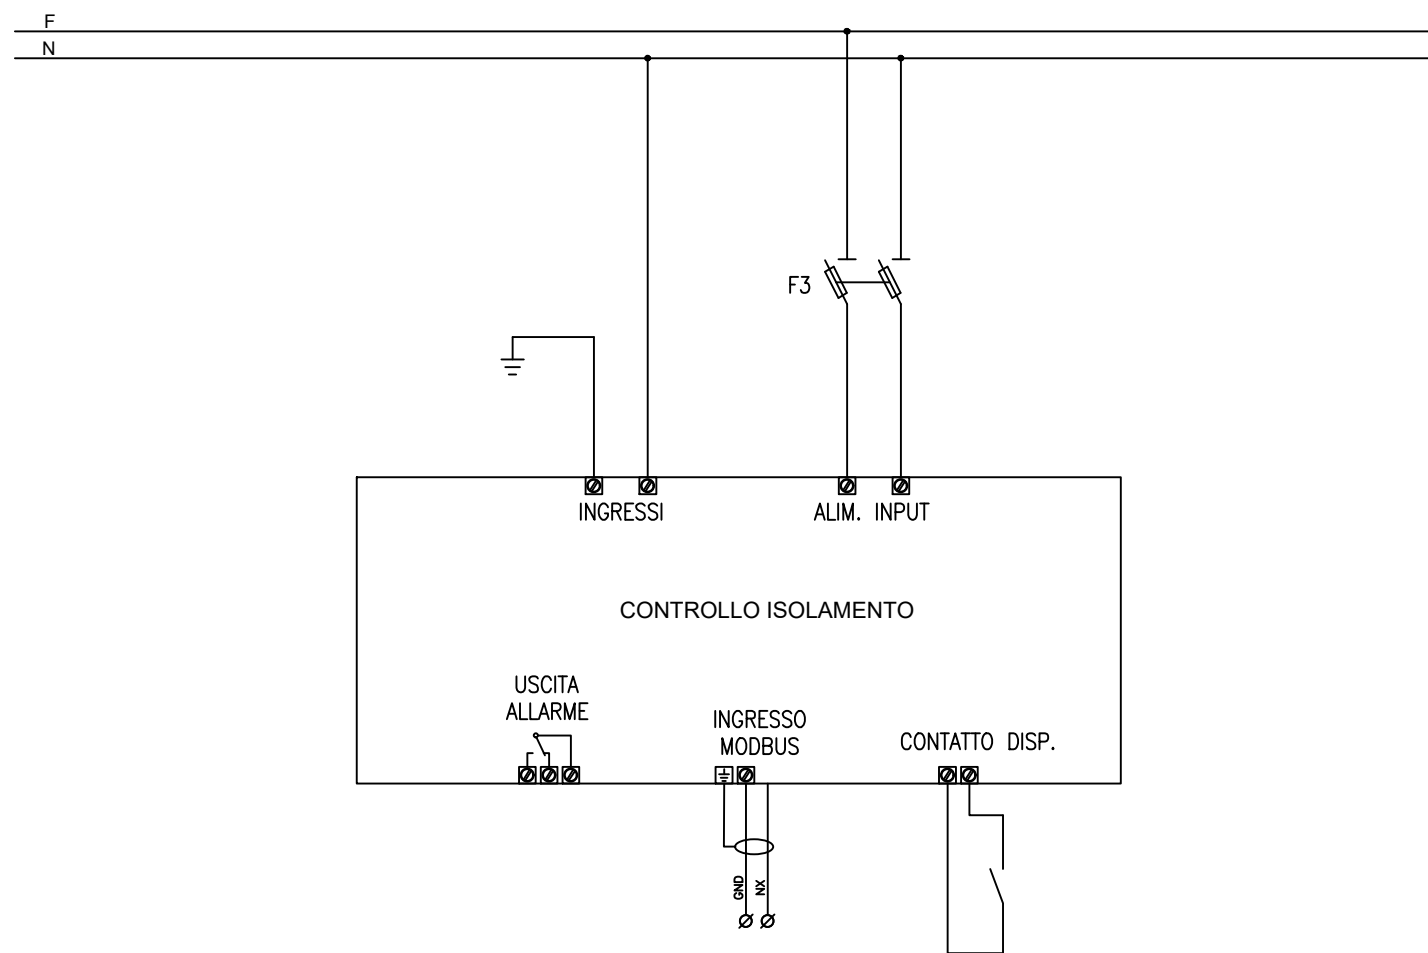 F
N
F3
INGRESSI
ALIM. INPUT
CONTROLLO ISOLAMENTO
USCITA
ALLARME
INGRESSO
MODBUS
CONTATTO DISP.
GND
NX